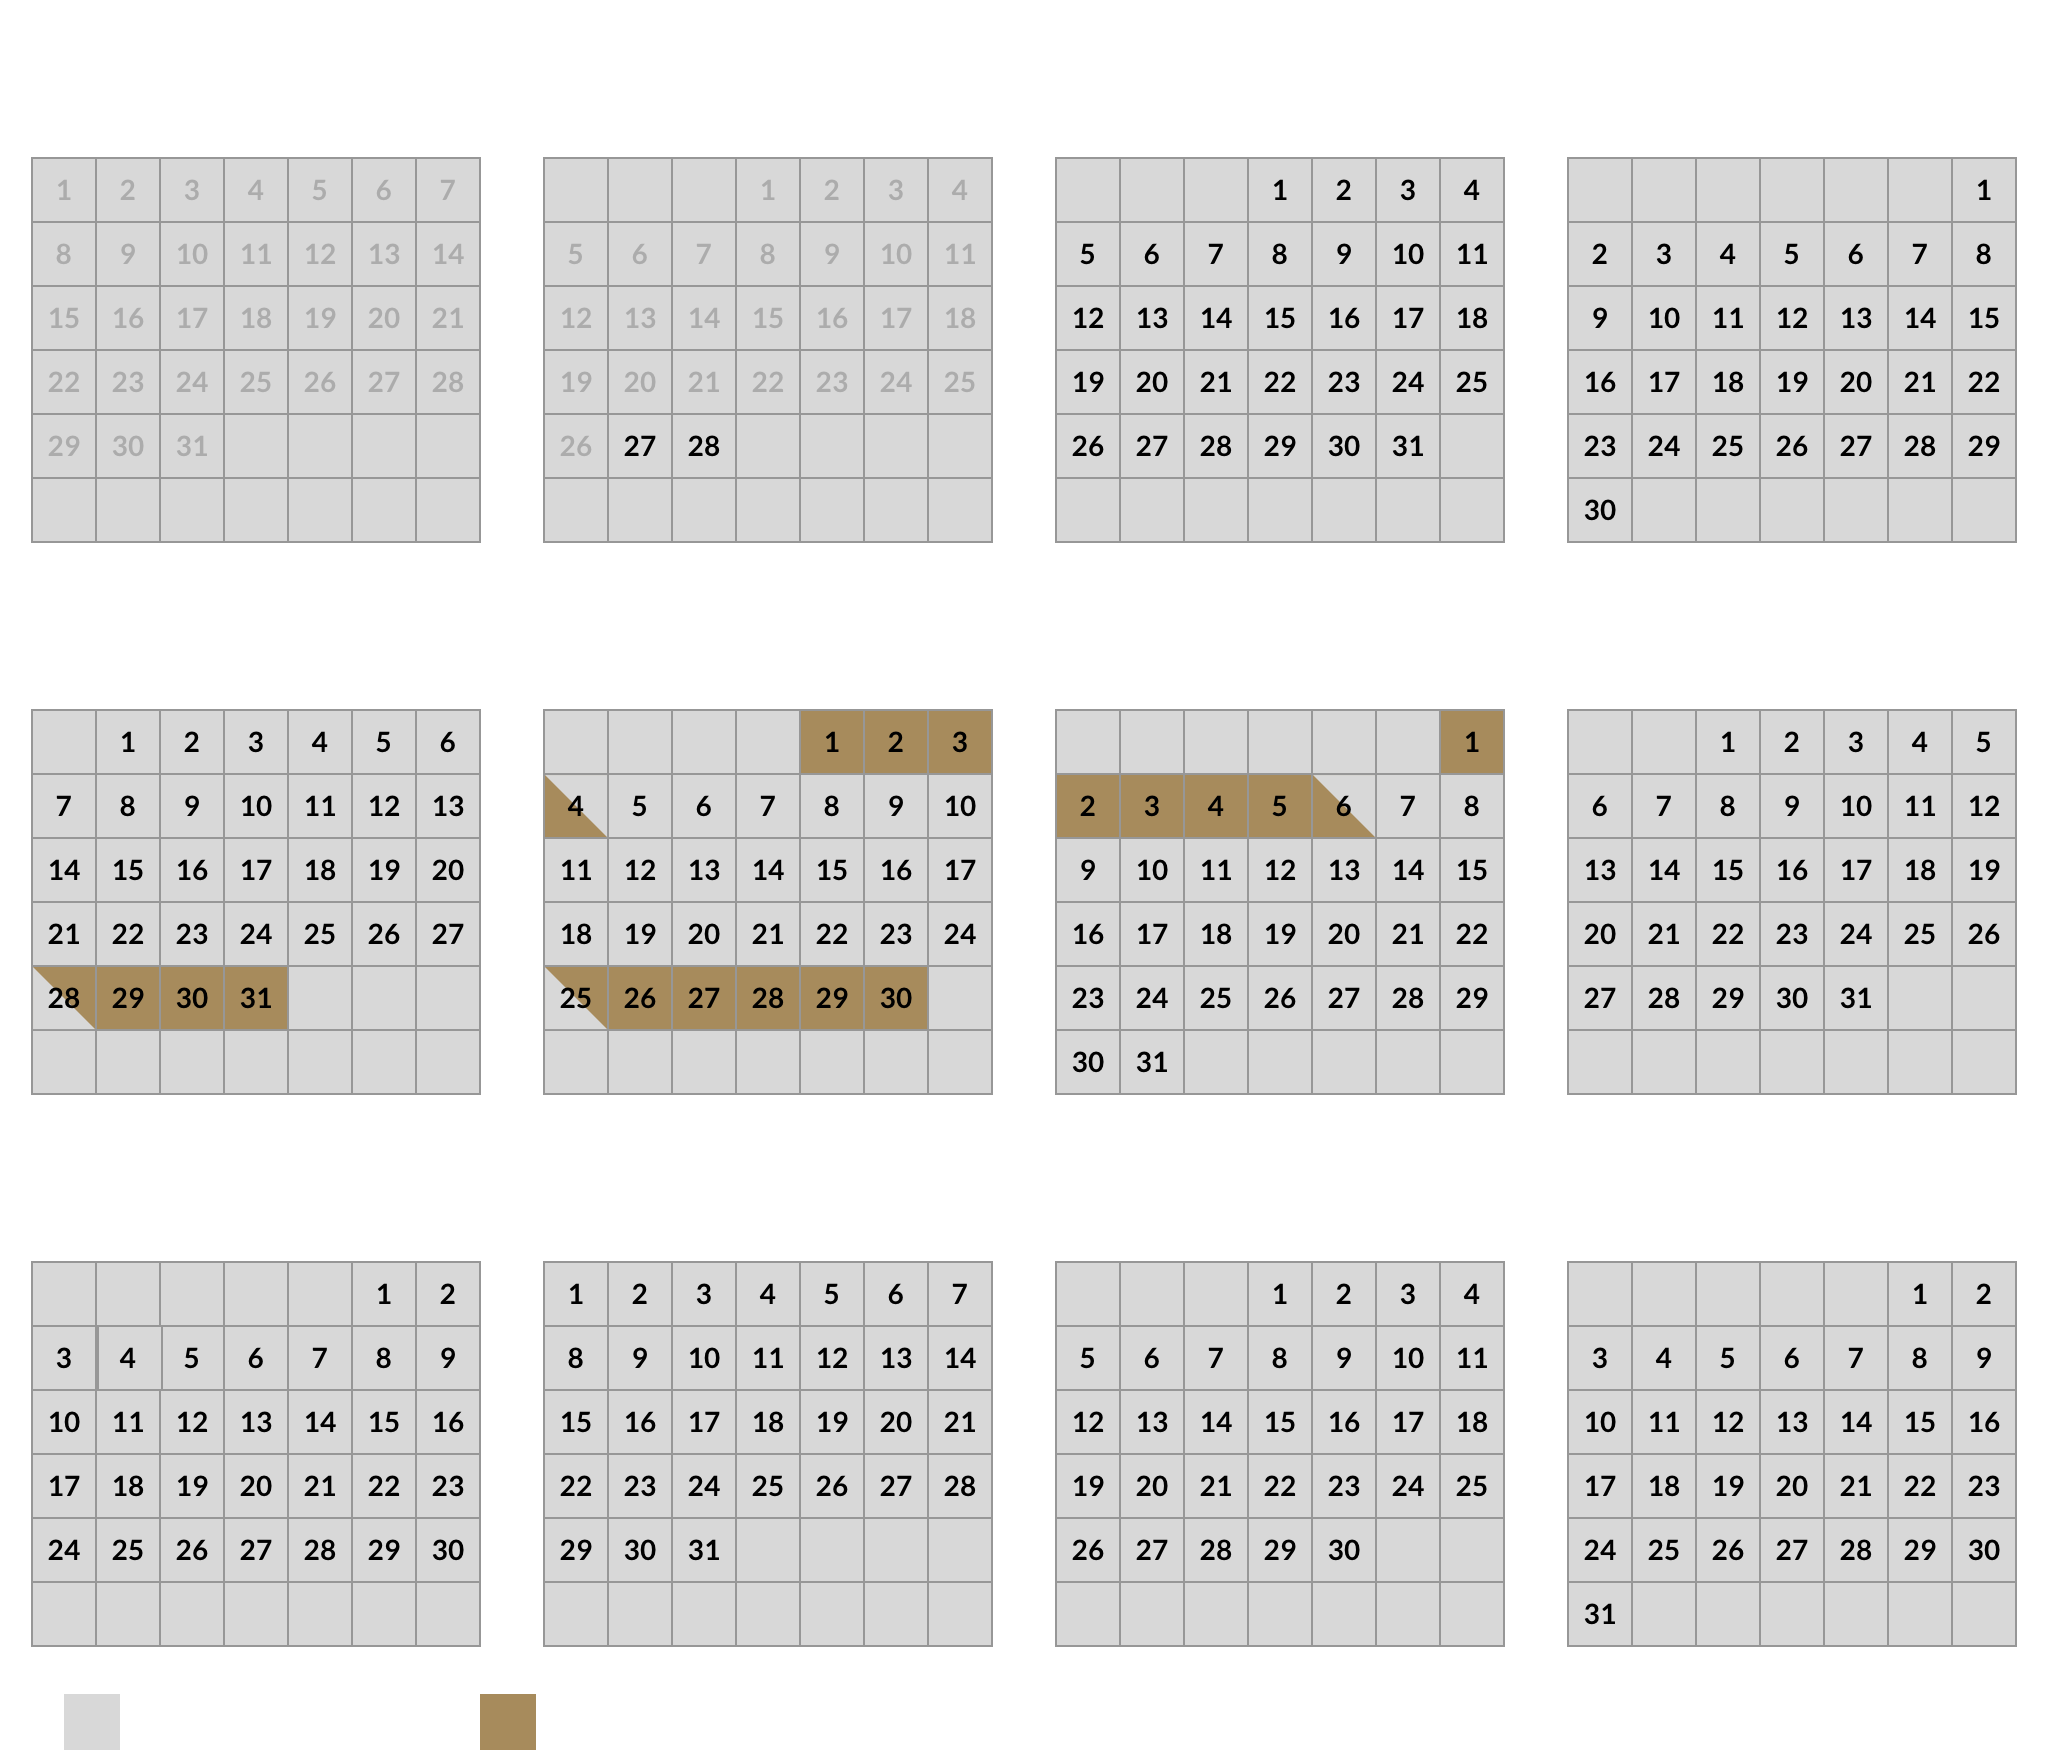 1 2 3 4 5 6 7
8 9 10 11 12 13 14
15 16 17 18 19 20 21
22 23 24 25 26 27 28
29 30 31
1 2 3 4
5 6 7 8 9 10 11
12 13 14 15 16 17 18
19 20 21 22 23 24 25
26 27 28
1 2 3 4
5 6 7 8 9 10 11
12 13 14 15 16 17 18
19 20 21 22 23 24 25
26 27 28 29 30 31
1
2 3 4 5 6 7 8
9 10 11 12 13 14 15
16 17 18 19 20 21 22
23 24 25 26 27 28 29
30
1 2 3 4 5 6
7 8 9 10 11 12 13
14 15 16 17 18 19 20
21 22 23 24 25 26 27
28 29 30 31
1 2 3
4 5 6 7 8 9 10
11 12 13 14 15 16 17
18 19 20 21 22 23 24
25 26 27 28 29 30
1
2 3 4 5 6 7 8
9 10 11 12 13 14 15
16 17 18 19 20 21 22
23 24 25 26 27 28 29
30 31
1 2 3 4 5
6 7 8 9 10 11 12
13 14 15 16 17 18 19
20 21 22 23 24 25 26
27 28 29 30 31
1 2
3 4 5 6 7 8 9
10 11 12 13 14 15 16
17 18 19 20 21 22 23
24 25 26 27 28 29 30
1 2 3 4 5 6 7
8 9 10 11 12 13 14
15 16 17 18 19 20 21
22 23 24 25 26 27 28
29 30 31
1 2 3 4
5 6 7 8 9 10 11
12 13 14 15 16 17 18
19 20 21 22 23 24 25
26 27 28 29 30
1 2
3 4 5 6 7 8 9
10 11 12 13 14 15 16
17 18 19 20 21 22 23
24 25 26 27 28 29 30
31